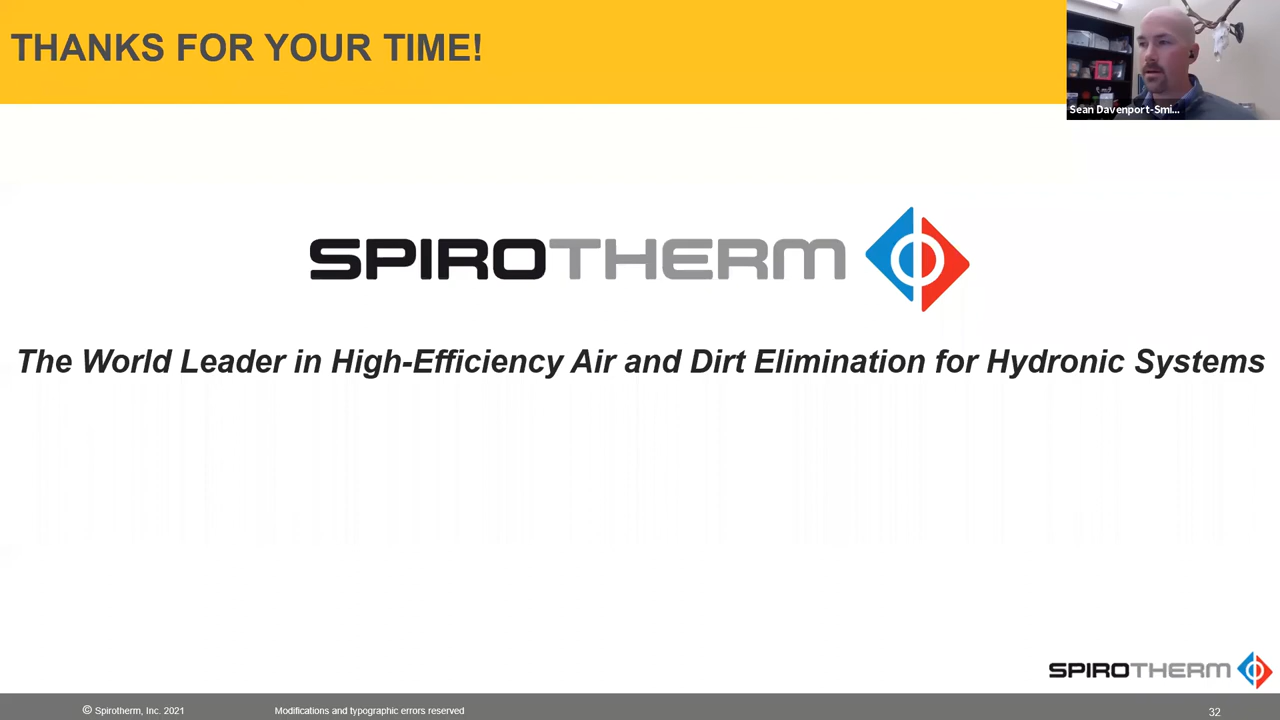 THANKS FOR YOUR TIME!
Sean Davenport-Smi...
SPIROTHERM
The World Leader in High-Efficiency Air and Dirt Elimination for Hydronic Systems
SPIROTHERM
© Spirotherm, Inc. 2021
Modifications and typographic errors reserved
32